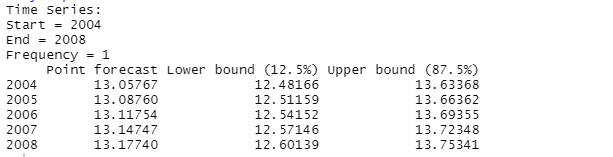 Time Series:
Start = 2004
End = 2008
Frequency = 1
Point forecast Lower bound (12.5%) Upper bound (87.5%)
2004 13.05767 12.48166 13.63368
2005 13.08760 12.51159 13.66362
2006 13.11754 12.54152 13.69355
2007 13.14747 12.57146 13.72348
2008 13.17740 12.60139 13.75341